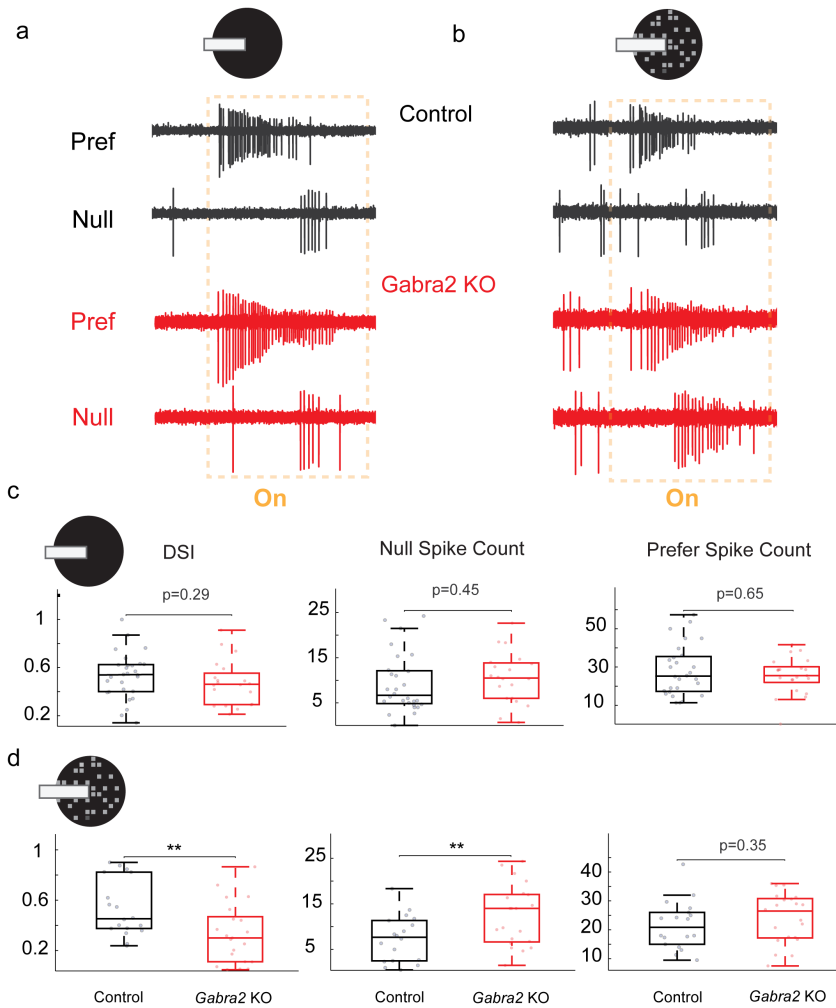 a
b
Control
Pref
Null
Gabra2 KO
Pref
Null
On
On
c
DSI
Null Spike Count
Prefer Spike Count
p=0.29
p=0.45
p=0.65
1
0.6
0.2
25
15
5
50
30
10
d
**
**
p=0.35
1
0.6
0.2
25
15
5
40
30
20
10
Control
Gabra2 KO
Control
Gabra2 KO
Control
Gabra2 KO